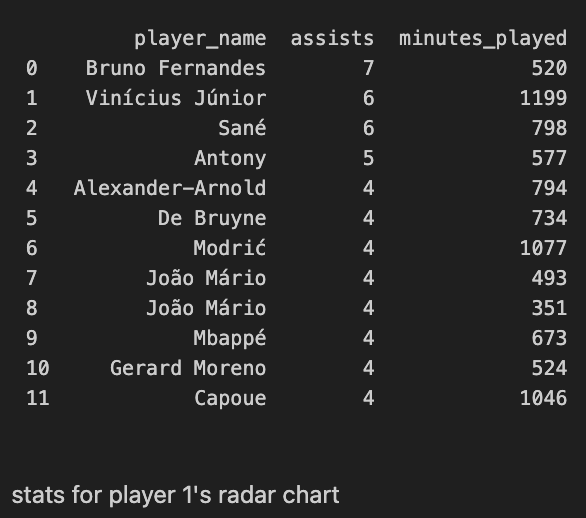 player_name assists minutes_played
0 Bruno Fernandes 7 520
1 Vinícius Júnior 6 1199
2 Sané 6 798
3 Antony 5 577
4 Alexander-Arnold 4 794
5 De Bruyne 4 734
6 Modrić 4 1077
7 João Mário 4 493
8 João Mário 4 351
9 Mbappé 4 673
10 Gerard Moreno 4 524
11 Capoue 4 1046
stats for player 1's radar chart